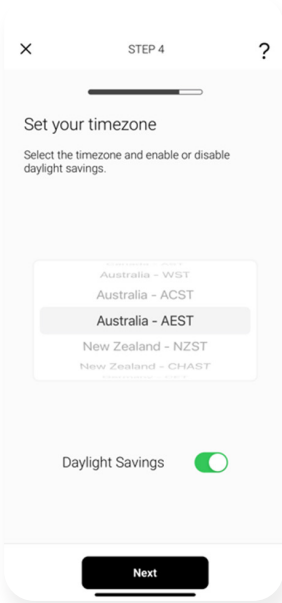 STEP 4
?
Set your timezone
Select the timezone and enable or disable
daylight savings.
Australia - WST
Australia - ACST
Australia - AEST
New Zealand - NZST
New Zealand - CHAST
Daylight Savings
Next